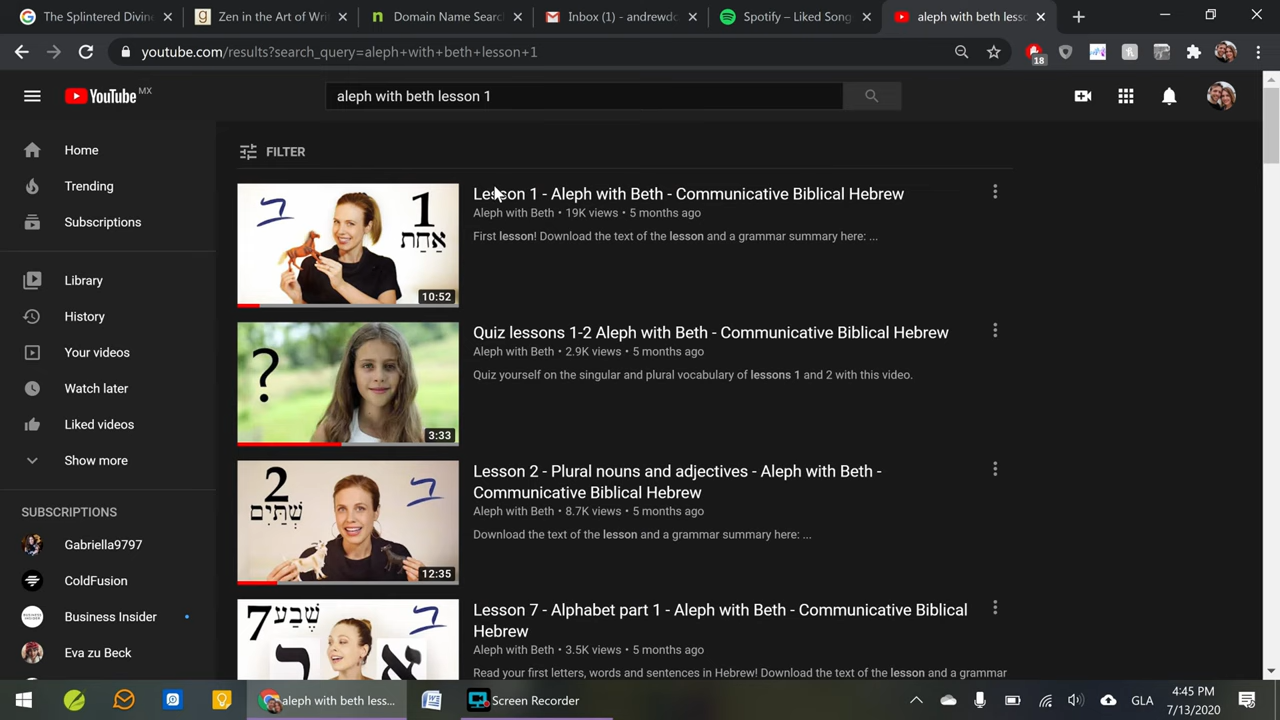 The Splintered Divin
Zen in the Art of Writ
Domain Name Searc
Inbox (1) - andrewdc
Spotify – Liked Song
aleph with beth lesso
youtube.com/results?search_query=aleph+with+beth+lesson+1
18
YouTube MX
aleph with beth lesson 1
Home
Trending
Subscriptions
Library
History
Your videos
Watch later
Liked videos
Show more
SUBSCRIPTIONS
Gabriella9797
ColdFusion
Business Insider
Eva zu Beck
FILTER
ב
1
אַחַת
10:52
Lesson 1 - Aleph with Beth - Communicative Biblical Hebrew
Aleph with Beth • 19K views • 5 months ago
First lesson! Download the text of the lesson and a grammar summary here: ...
?
3:33
Quiz lessons 1-2 Aleph with Beth - Communicative Biblical Hebrew
Aleph with Beth • 2.9K views • 5 months ago
Quiz yourself on the singular and plural vocabulary of lessons 1 and 2 with this video.
2
שְׁתַּיִם
ב
12:35
Lesson 2 - Plural nouns and adjectives - Aleph with Beth -
Communicative Biblical Hebrew
Aleph with Beth • 8.7K views • 5 months ago
Download the text of the lesson and a grammar summary here: ...
7 שֶׁבַע
ב
א
Lesson 7 - Alphabet part 1 - Aleph with Beth - Communicative Biblical
Hebrew
Aleph with Beth • 3.5K views • 5 months ago
Read your first letters, words and sentences in Hebrew! Download the text of the lesson and a grammar
aleph with beth less...
Screen Recorder
GLA
4:45 PM
7/13/2020